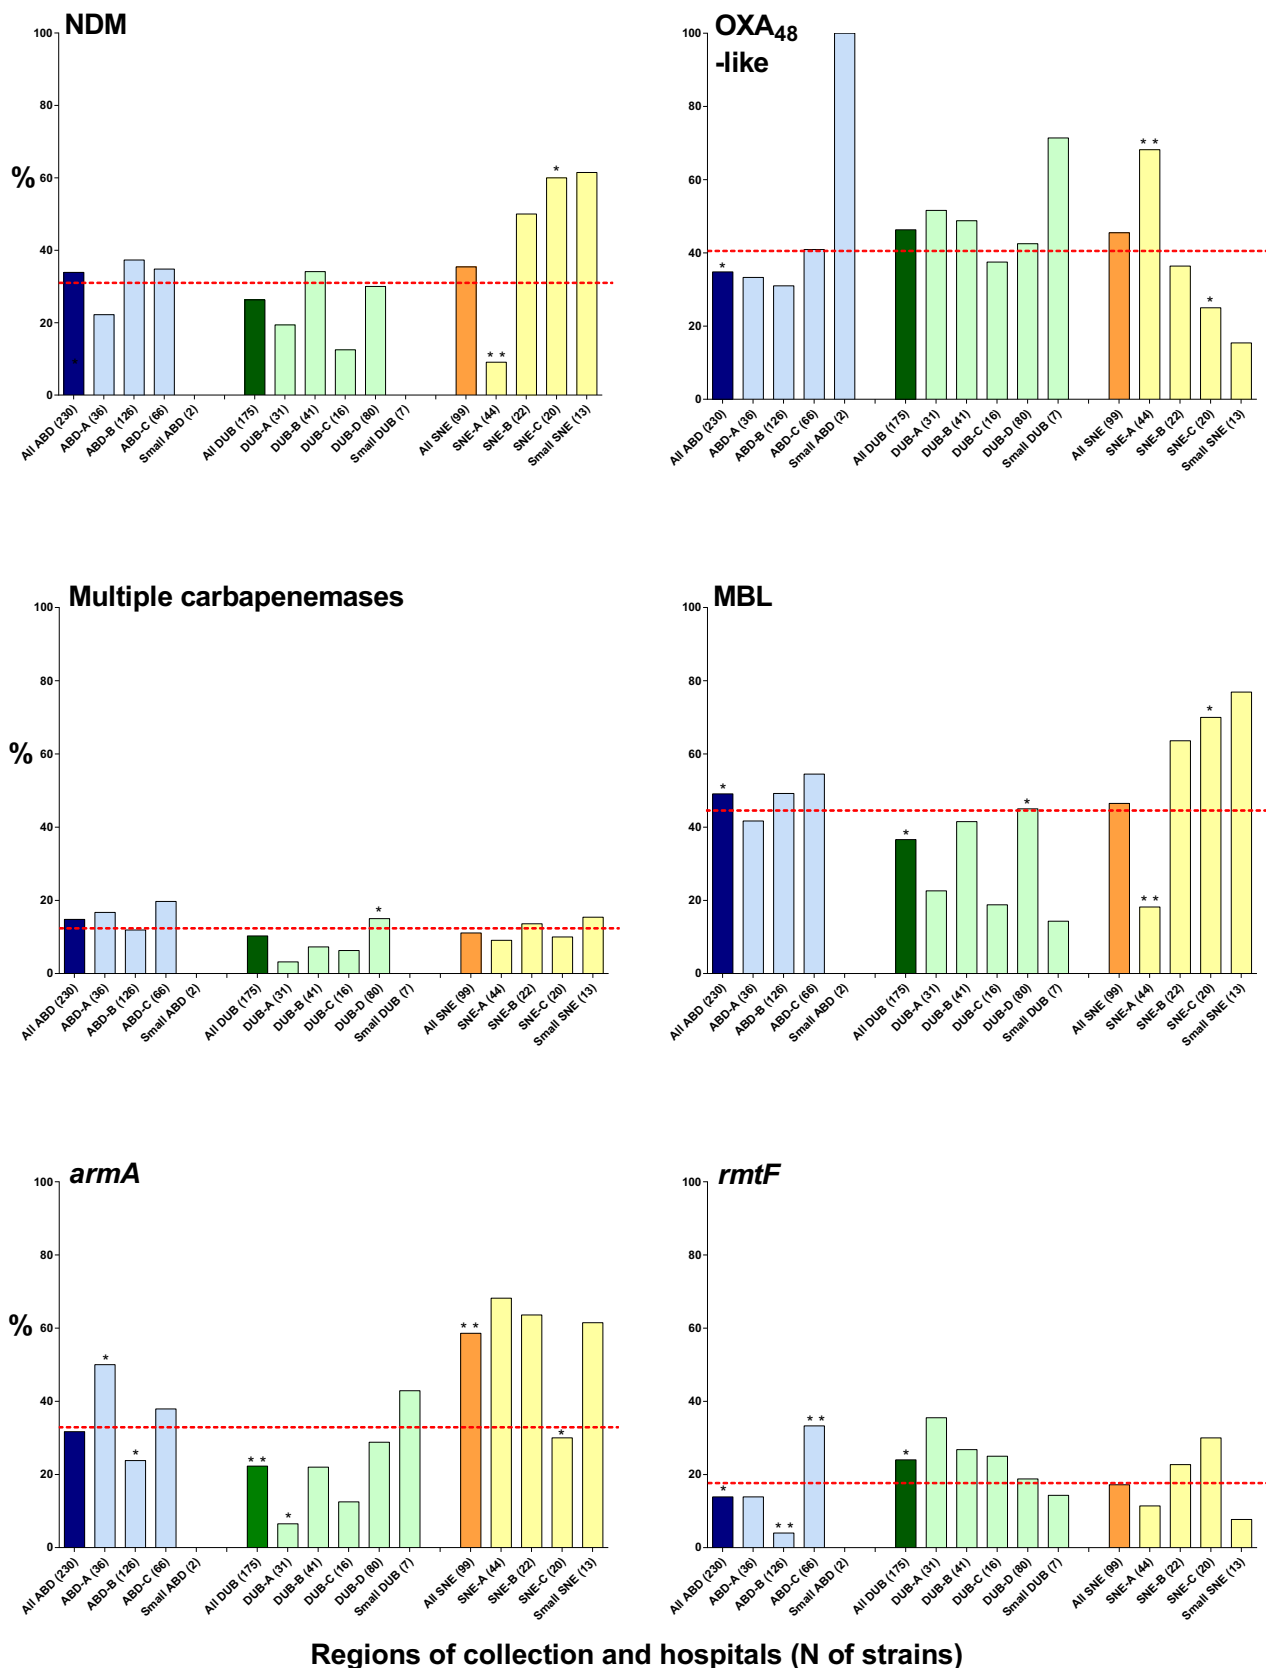 NDM
100
80
60
40
20
0
%
*
* *
*
All ABD (230)
ABD-A (36)
ABD-B (126)
ABD-C (66)
Small ABD (2)
All DUB (175)
DUB-A (31)
DUB-B (41)
DUB-C (16)
DUB-D (80)
Small DUB (7)
All SNE (99)
SNE-A (44)
SNE-B (22)
SNE-C (20)
Small SNE (13)
OXA48
-like
100
80
60
40
20
0
*
* *
*
All ABD (230)
ABD-A (36)
ABD-B (126)
ABD-C (66)
Small ABD (2)
All DUB (175)
DUB-A (31)
DUB-B (41)
DUB-C (16)
DUB-D (80)
Small DUB (7)
All SNE (99)
SNE-A (44)
SNE-B (22)
SNE-C (20)
Small SNE (13)
Multiple carbapenemases
100
80
60
40
20
0
%
*
All ABD (230)
ABD-A (36)
ABD-B (126)
ABD-C (66)
Small ABD (2)
All DUB (175)
DUB-A (31)
DUB-B (41)
DUB-C (16)
DUB-D (80)
Small DUB (7)
All SNE (99)
SNE-A (44)
SNE-B (22)
SNE-C (20)
Small SNE (13)
MBL
100
80
60
40
20
0
*
*
*
* *
*
All ABD (230)
ABD-A (36)
ABD-B (126)
ABD-C (66)
Small ABD (2)
All DUB (175)
DUB-A (31)
DUB-B (41)
DUB-C (16)
DUB-D (80)
Small DUB (7)
All SNE (99)
SNE-A (44)
SNE-B (22)
SNE-C (20)
Small SNE (13)
armA
100
80
60
40
20
0
%
*
*
* *
*
* *
*
All ABD (230)
ABD-A (36)
ABD-B (126)
ABD-C (66)
Small ABD (2)
All DUB (175)
DUB-A (31)
DUB-B (41)
DUB-C (16)
DUB-D (80)
Small DUB (7)
All SNE (99)
SNE-A (44)
SNE-B (22)
SNE-C (20)
Small SNE (13)
rmtF
100
80
60
40
20
0
*
* *
* *
*
All ABD (230)
ABD-A (36)
ABD-B (126)
ABD-C (66)
Small ABD (2)
All DUB (175)
DUB-A (31)
DUB-B (41)
DUB-C (16)
DUB-D (80)
Small DUB (7)
All SNE (99)
SNE-A (44)
SNE-B (22)
SNE-C (20)
Small SNE (13)
Regions of collection and hospitals (N of strains)